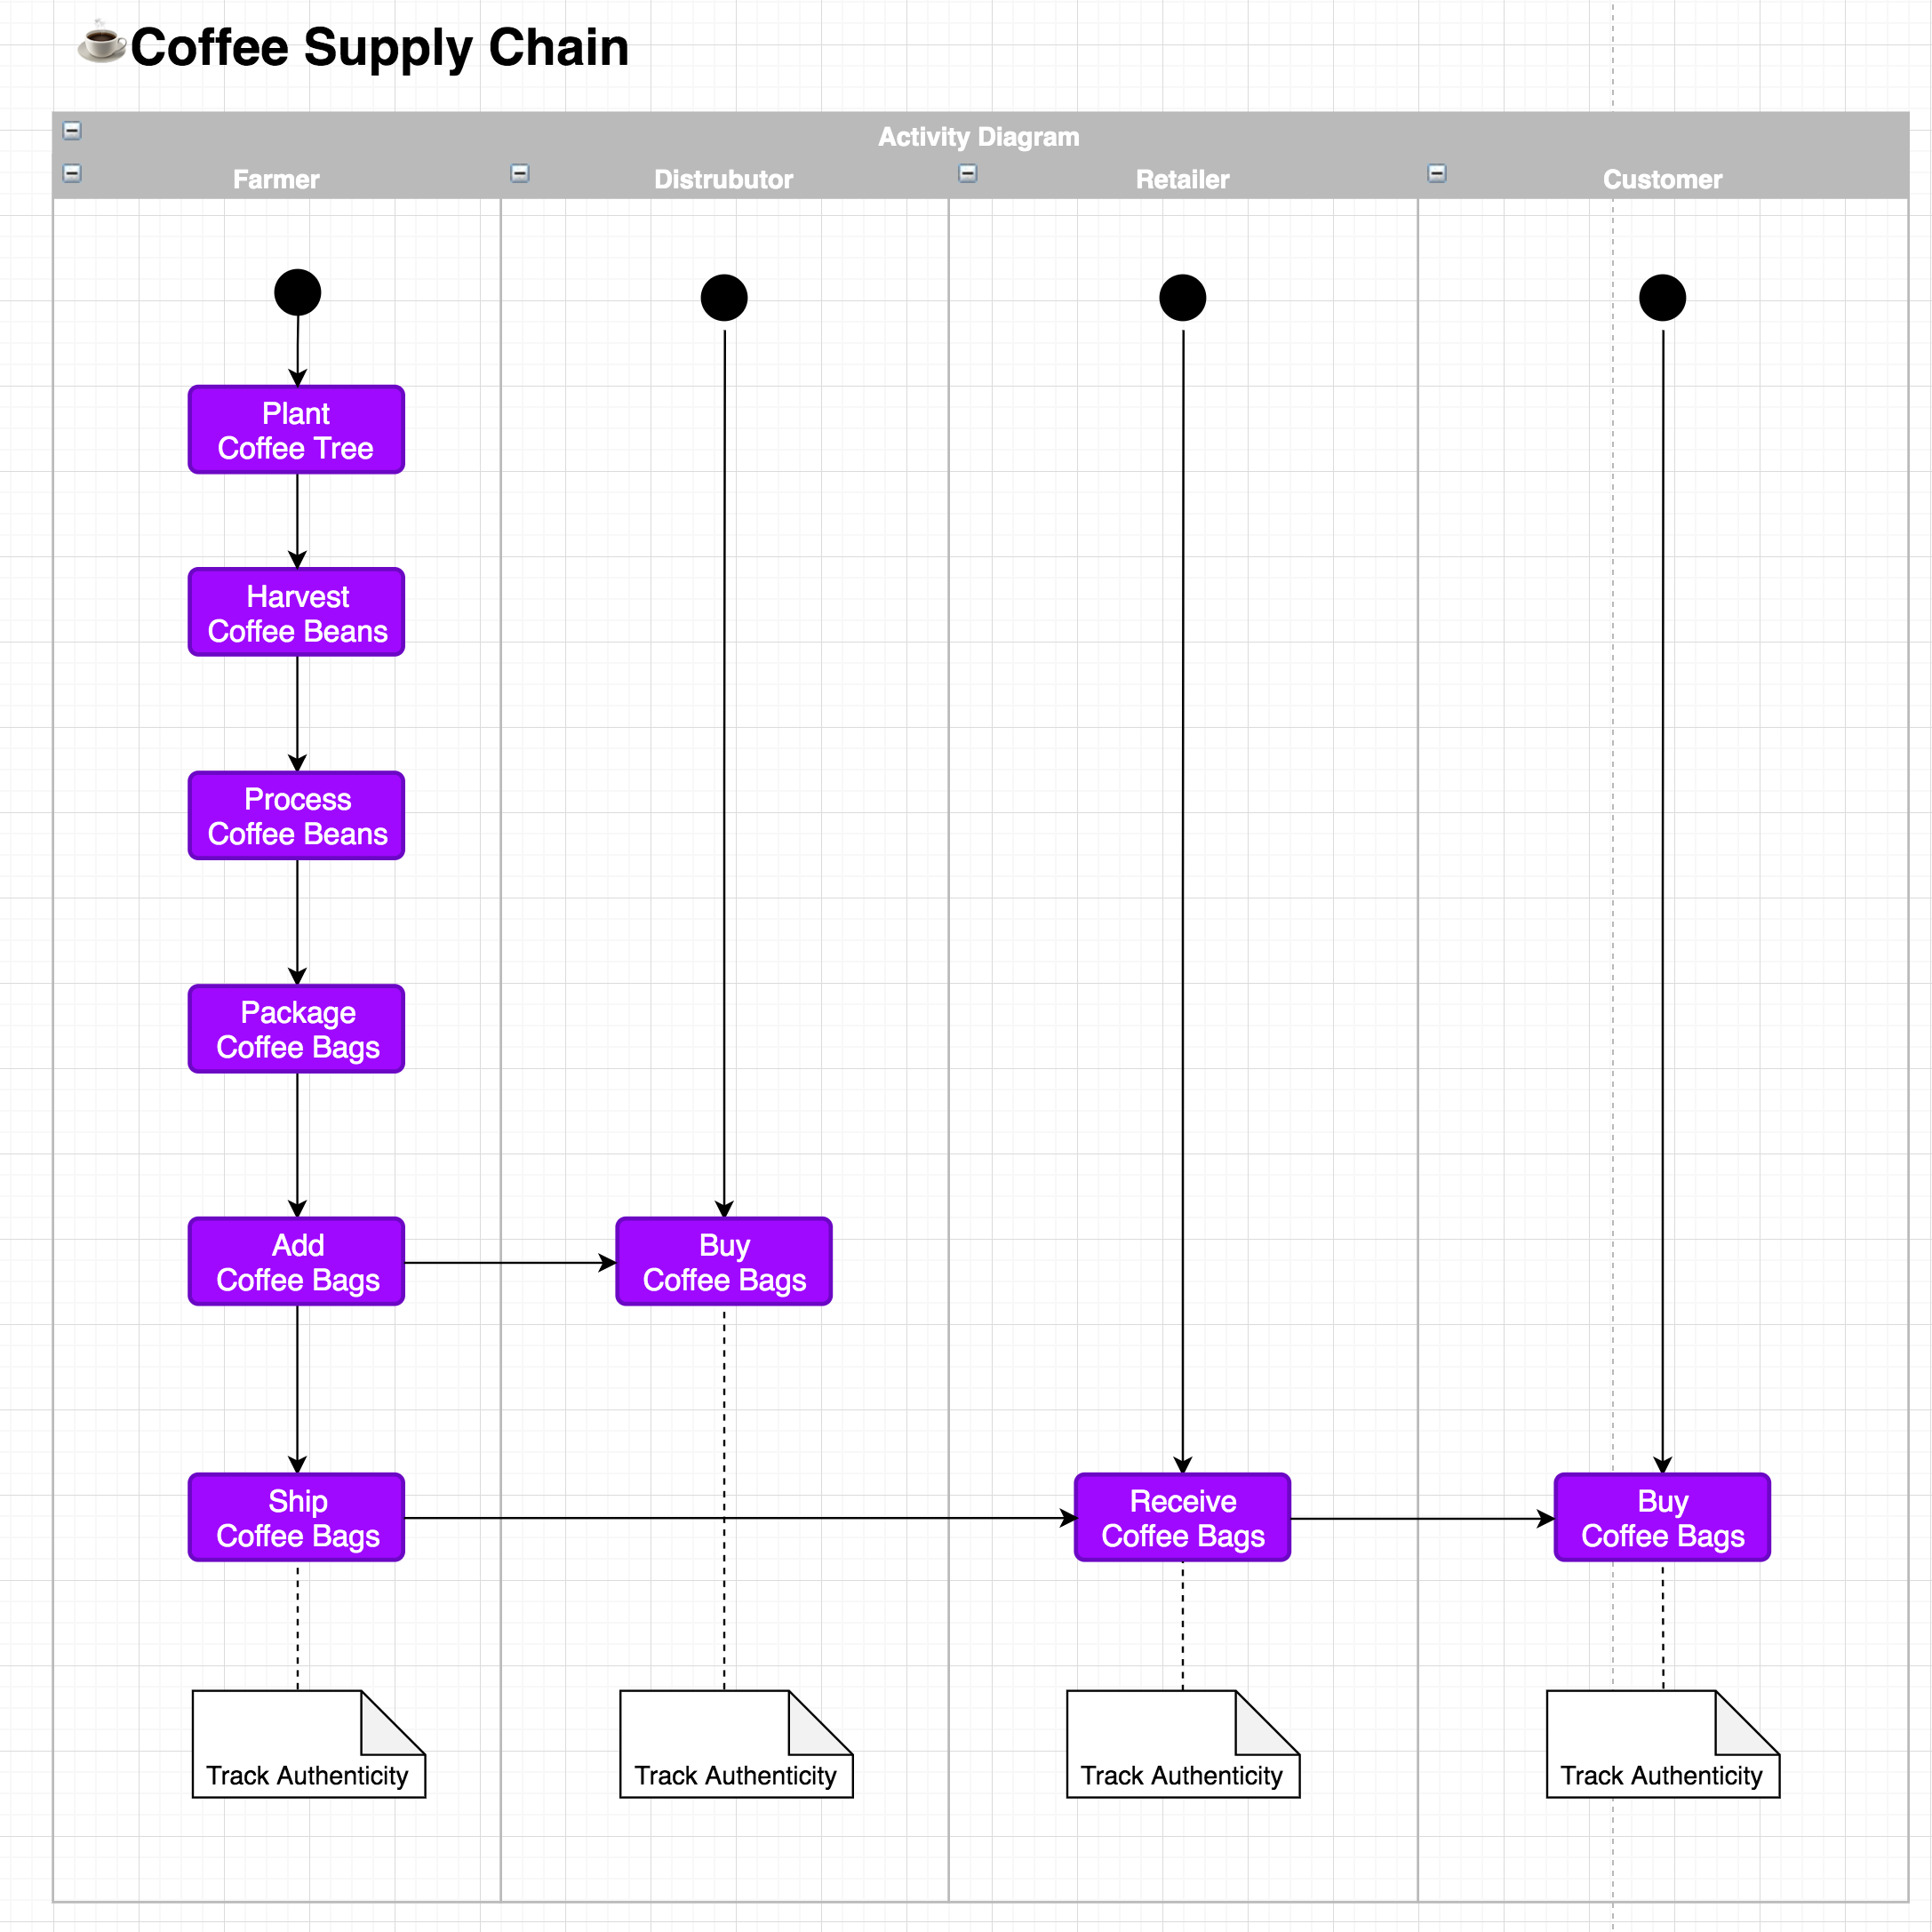 Coffee Supply Chain
Activity Diagram
Farmer
Distrubutor
Retailer
Customer
Plant
Coffee Tree
Harvest
Coffee Beans
Process
Coffee Beans
Package
Coffee Bags
Add
Coffee Bags
Buy
Coffee Bags
Ship
Coffee Bags
Receive
Coffee Bags
Buy
Coffee Bags
Track Authenticity
Track Authenticity
Track Authenticity
Track Authenticity